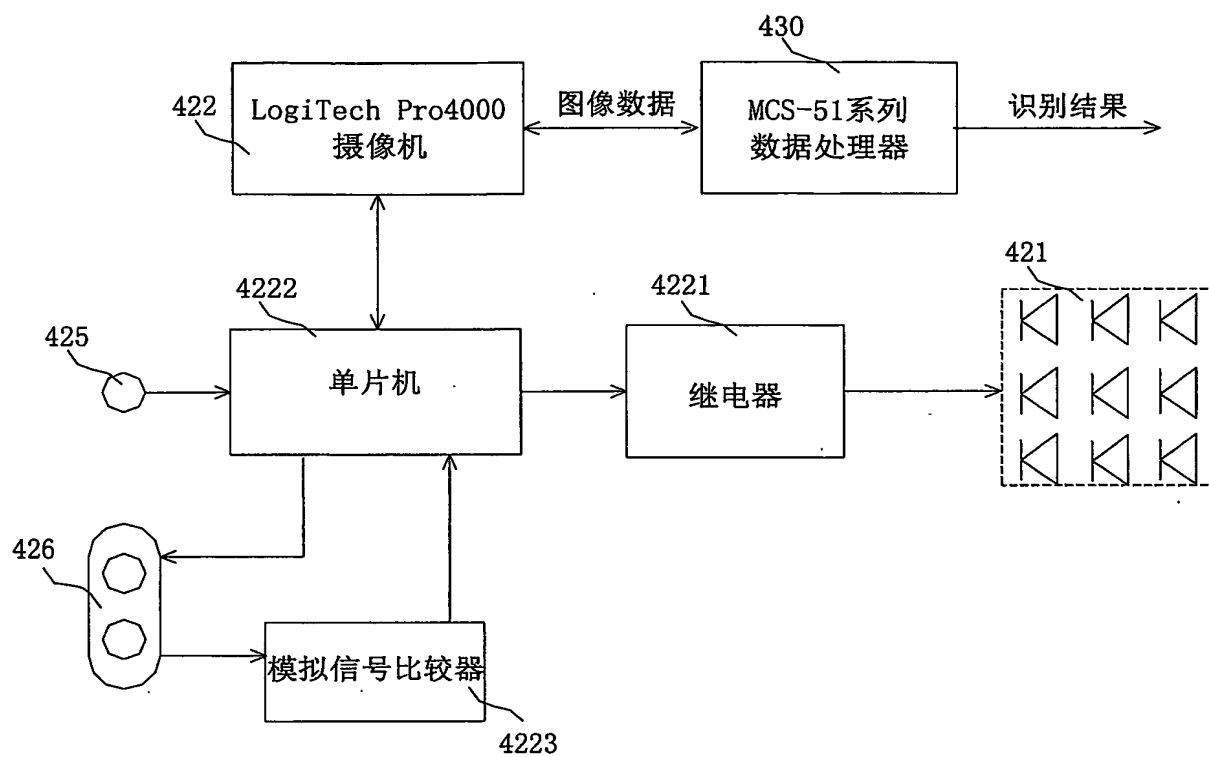 430
422
LogiTech Pro4000
摄像机
图像数据
MCS-51系列
数据处理器
识别结果
4222
4221
421
425
单片机
继电器
426
模拟信号比较器
4223